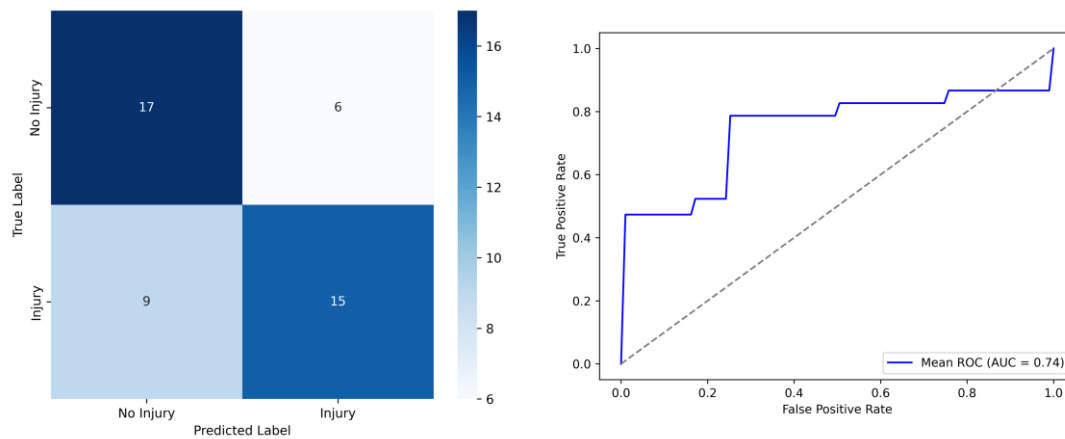 17
6
9
15
No Injury
Injury
True Label
No Injury
Injury
Predicted Label
16
14
12
10
8
6
1.0
0.8
0.6
0.4
0.2
0.0
True Positive Rate
0.0
0.2
0.4
0.6
0.8
1.0
False Positive Rate
Mean ROC (AUC = 0.74)